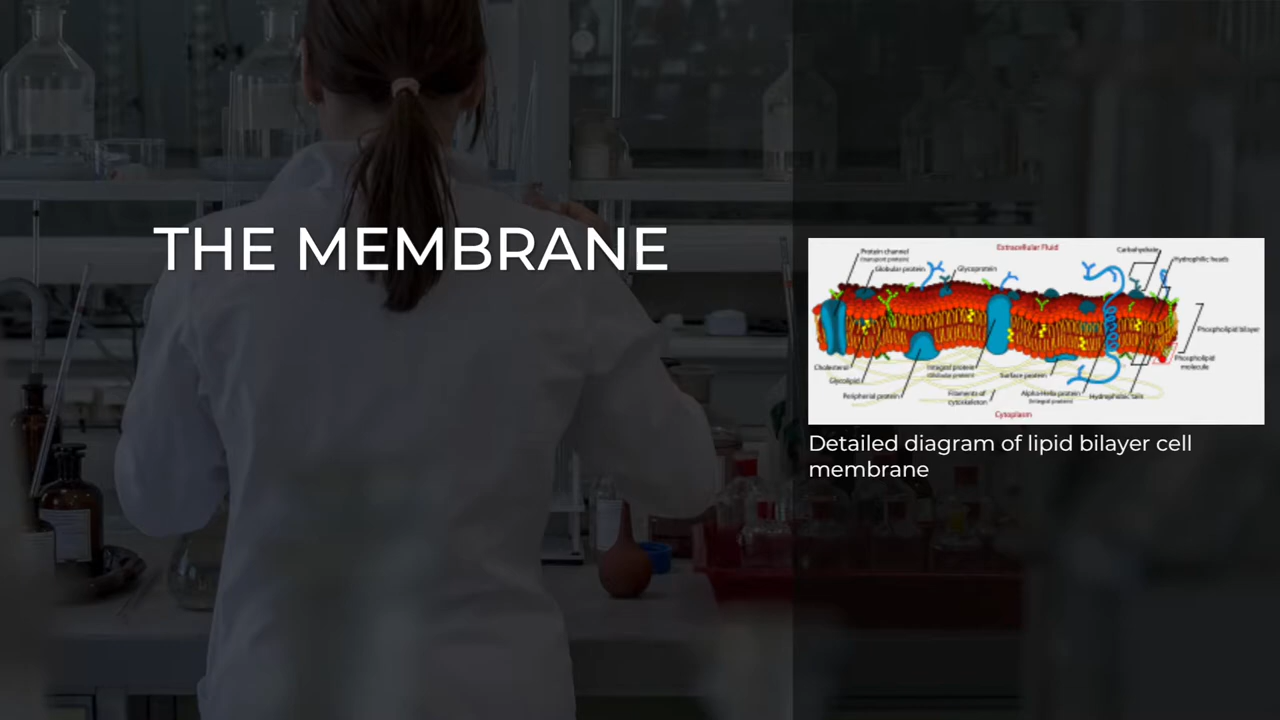 THE MEMBRANE
Extracellular Fluid
Protein channel
(transport protein)
Globular protein
Glycoprotein
Carbohydrate
Hydrophilic heads
Phospholipid bilayer
Phospholipid
molecule
Cholesterol
Glycolipid
Peripheral protein
Integral protein
(Globular protein)
Filaments of
cytoskeleton
Surface protein
Alpha-Helix protein
(Integral protein)
Hydrophobic tails
Cytoplasm
Detailed diagram of lipid bilayer cell
membrane